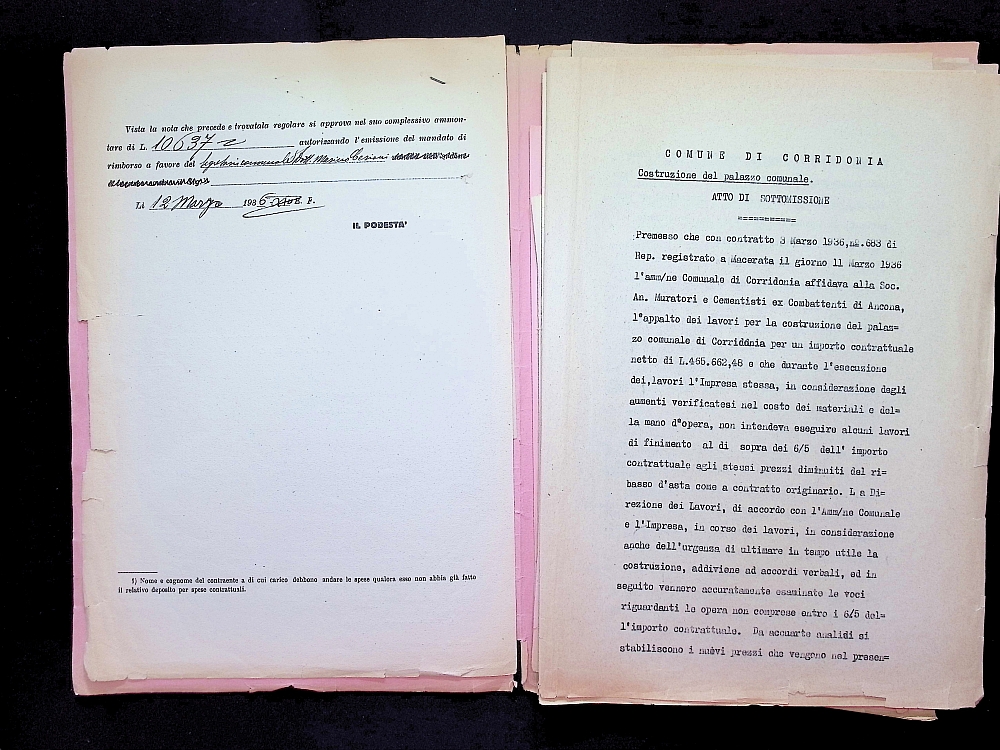 Vista la nota che precede e trovatala regolare si approva nel suo complessivo ammon-
tare di L. 10637 autorizzando l'emissione del mandato di
rimborso a favore del Segretario comunale Dott. Marino
Lì 12 Marzo 1936 XIV E. F.
IL PODESTA'
1) Nome e cognome del contraente a di cui carico debbono andare le spese qualora esso non abbia già fatto
il relativo deposito per spese contrattuali.
COMUNE DI CORRIDONIA
Costruzione del palazzo comunale.
ATTO DI SOTTOMISSIONE
===========
Premesso che con contratto 3 Marzo 1936,n°.683 di
Rep. registrato a Macerata il giorno 11 Marzo 1936
l'amm/ne Comunale di Corridonia affidava alla Soc.
An. Muratori e Cementisti ex Combattenti di Ancona,
l'appalto dei lavori per la costruzione del palaz=
zo comunale di Corridonia per un importo contrattuale
netto di L.465.662,48 e che durante l'esecuzione
dei,lavori l'Impresa stessa, in considerazione degli
aumenti verificatesi nel costo dei materiali e del=
la mano d"opera, non intendeva eseguire alcuni lavori
di finimento al di sopra dei 6/5 dell' importo
contrattuale agli stessi prezzi diminuiti del ri=
basso d'asta come a contratto originario. L a Di=
rezione dei Lavori, di accordo con l'Amm/ne Comunale
e l'Impresa, in corso dei lavori, in considerazione
anche dell'urgenza di ultimare in tempo utile la
costruzione, addiviene ad accordi verbali, ed in
seguito vennero accuratamente esaminate le voci
riguardanti le opera non comprese entro i 6/5 del=
l'importo contrattuale. Da accuarte analidi si
stabiliscono i nuovi prezzi che vengono nel presen=